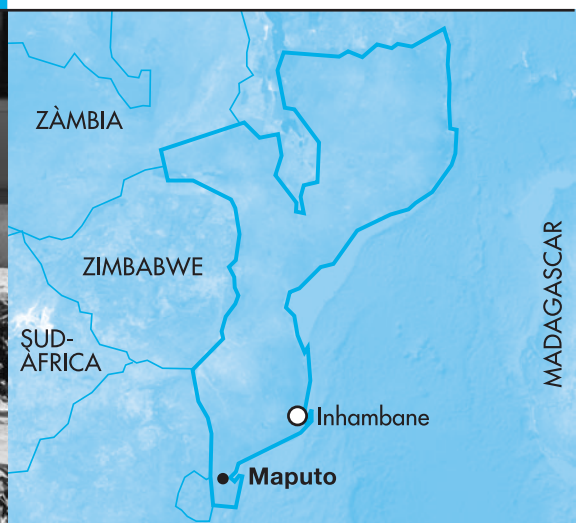 ZÀMBIA
ZIMBABWE
SUD-
ÀFRICA
MADAGASCAR
Inhambane
Maputo